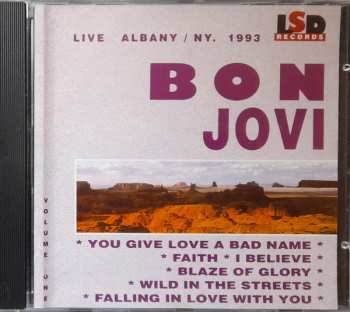 LIVE ALBANY / NY. 1993
LSD
RECORDS
BON
JOVI
VOLUME ONE
* YOU GIVE LOVE A BAD NAME *
* FAITH * I BELIEVE *
* BLAZE OF GLORY *
* WILD IN THE STREETS *
* FALLING IN LOVE WITH YOU *